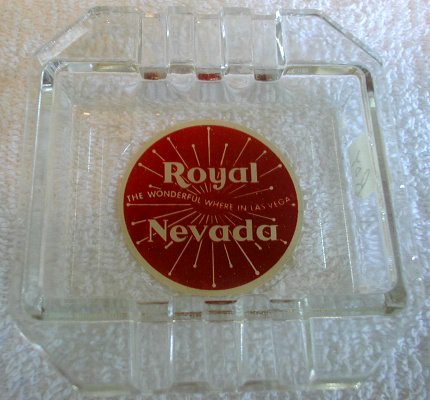 Royal
THE WONDERFUL WHERE IN LAS VEGA
Nevada